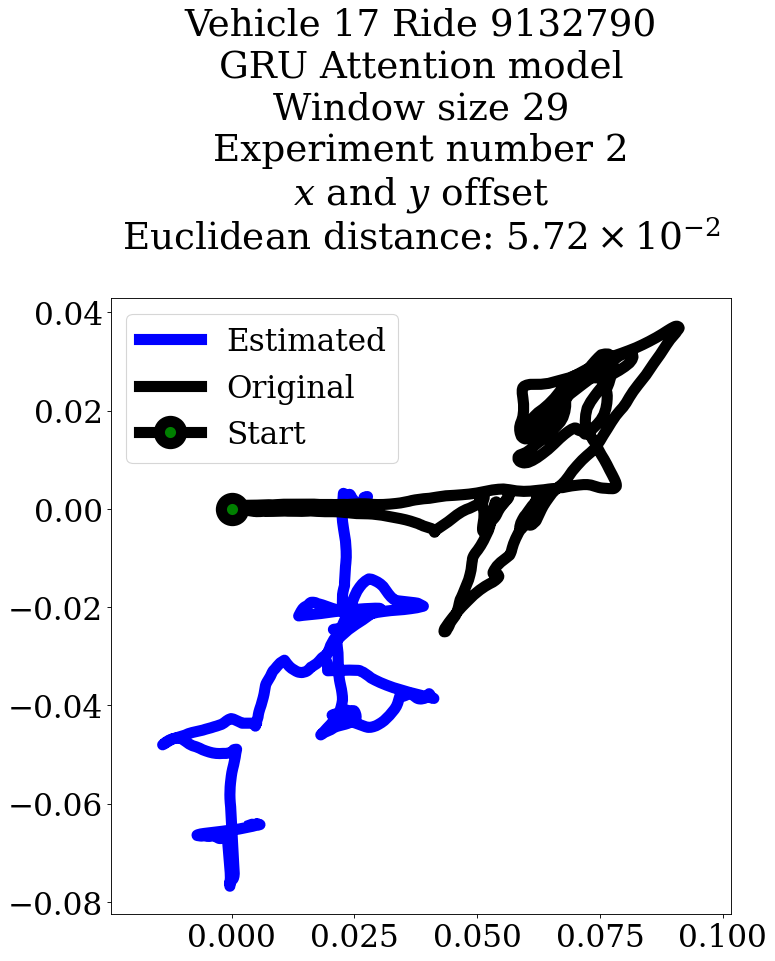 Vehicle 17 Ride 9132790
GRU Attention model
Window size 29
Experiment number 2
x and y offset
Euclidean distance: 5.72 × 10⁻²
0.04
0.02
0.00
−0.02
−0.04
−0.06
−0.08
Estimated
Original
Start
0.000 0.025 0.050 0.075 0.100